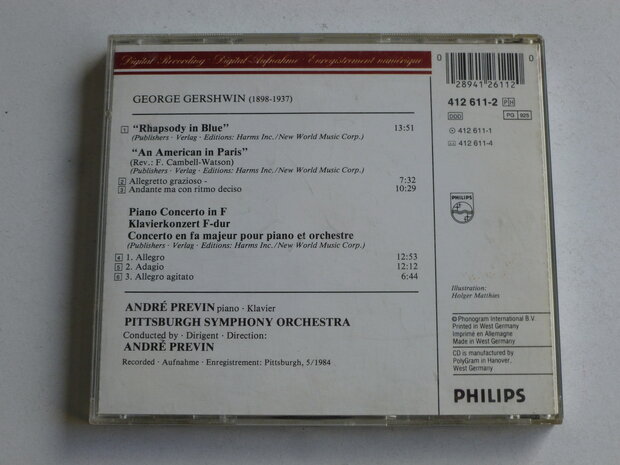 Digital Recording · Digital-Aufnahme · Enregistrement numérique
GEORGE GERSHWIN (1898-1937)
1 “Rhapsody in Blue” 13:51
(Publishers · Verlag · Editions: Harms Inc./New World Music Corp.)
“An American in Paris”
(Rev.: F. Cambell-Watson)
(Publishers · Verlag · Editions: Harms Inc./New World Music Corp.)
2 Allegretto grazioso - 7:32
3 Andante ma con ritmo deciso 10:29
Piano Concerto in F
Klavierkonzert F-dur
Concerto en fa majeur pour piano et orchestre
(Publishers · Verlag · Editions: Harms Inc./New World Music Corp.)
4 1. Allegro 12:53
5 2. Adagio 12:12
6 3. Allegro agitato 6:44
ANDRÉ PREVIN piano · Klavier
PITTSBURGH SYMPHONY ORCHESTRA
Conducted by · Dirigent · Direction:
ANDRÉ PREVIN
Recorded · Aufnahme · Enregistrement: Pittsburgh, 5/1984
0 0
28941 26112
412 611-2 PH
DDD PG 925
412 611-1
412 611-4
PHILIPS
Illustration:
Holger Matthies
℗ Phonogram International B.V.
Printed in West Germany
Imprimé en Allemagne
Made in West Germany
CD is manufactured by
PolyGram in Hanover,
West Germany
PHILIPS